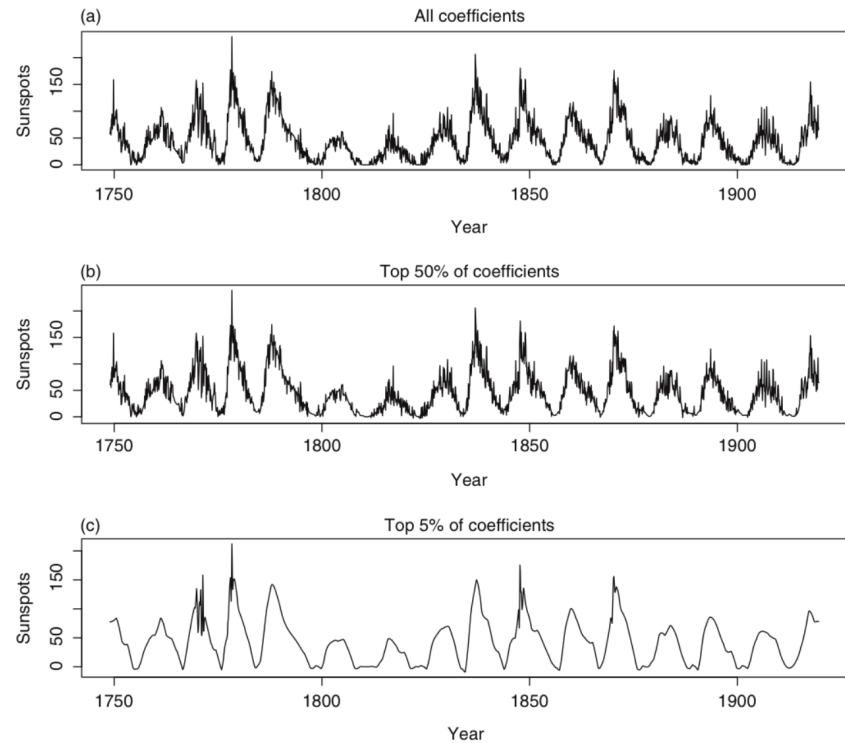 (a) All coefficients
Sunspots
0 50 150
1750 1800 1850 1900
Year
(b) Top 50% of coefficients
Sunspots
0 50 150
1750 1800 1850 1900
Year
(c) Top 5% of coefficients
Sunspots
0 50 150
1750 1800 1850 1900
Year